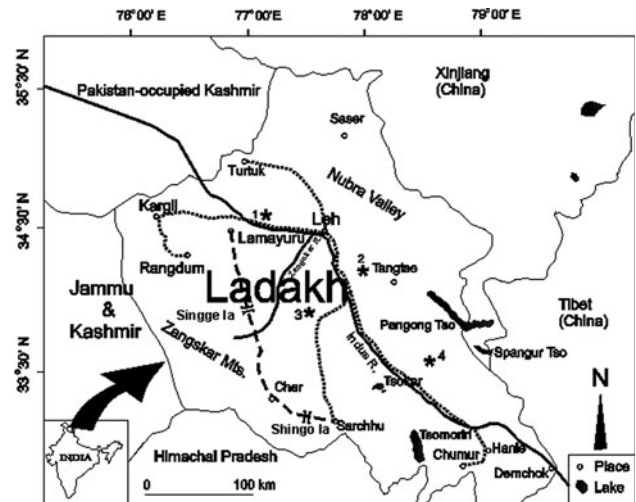 76°00' E
77°00' E
78°00' E
79°00' E
35°30' N
34°30' N
33°30' N
Xinjiang
(China)
Pakistan-occupied Kashmir
Saser
Turtuk
Nubra Valley
Kargil
1*
Leh
Lamayuru
Zangskar R.
2
*
Rangdum
Tangtse
Ladakh
Jammu
&
Kashmir
Singge la
3*
Tibet
(China)
Pangong Tso
Spangur Tso
Zangskar Mts.
Indus R.
*4
Tsokar
Char
N
Shingo la
Sarchhu
Tsomoriri
Hanle
Chumur
Demchok
INDIA
Himachal Pradesh
0
100 km
Place
Lake